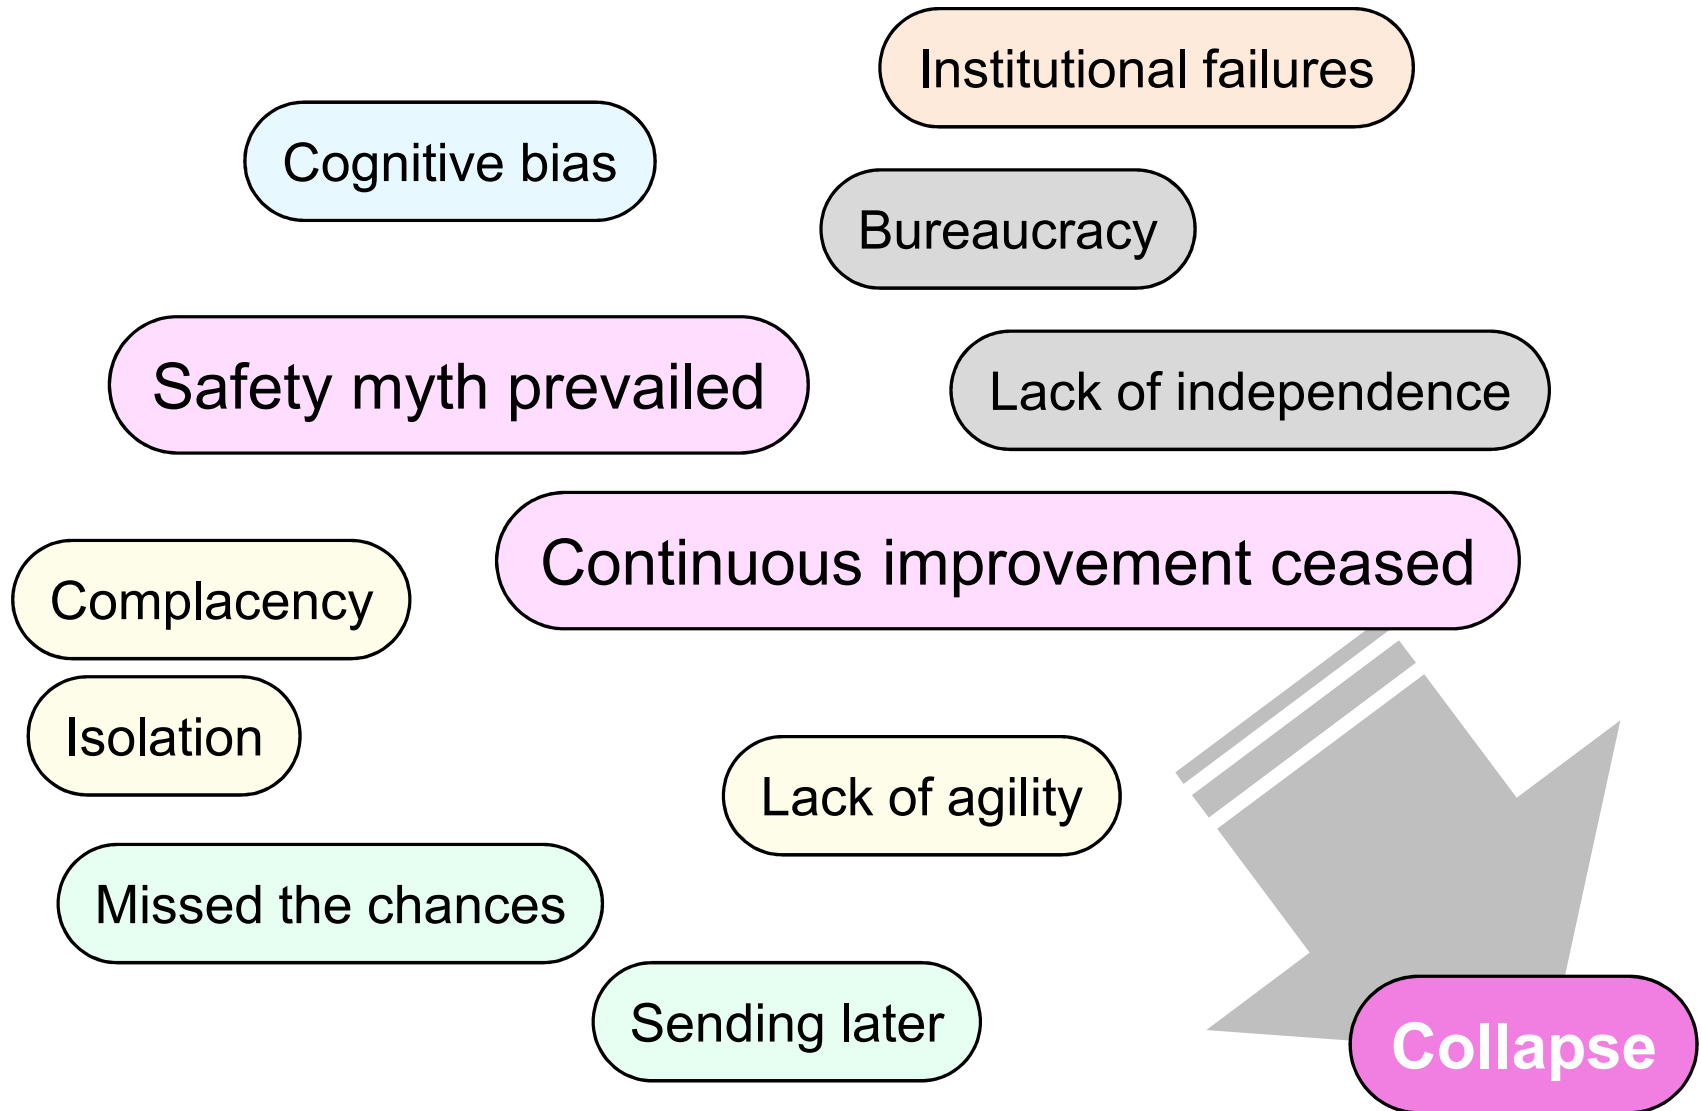 Institutional failures
Cognitive bias
Bureaucracy
Safety myth prevailed
Lack of independence
Continuous improvement ceased
Complacency
Isolation
Lack of agility
Missed the chances
Sending later
Collapse